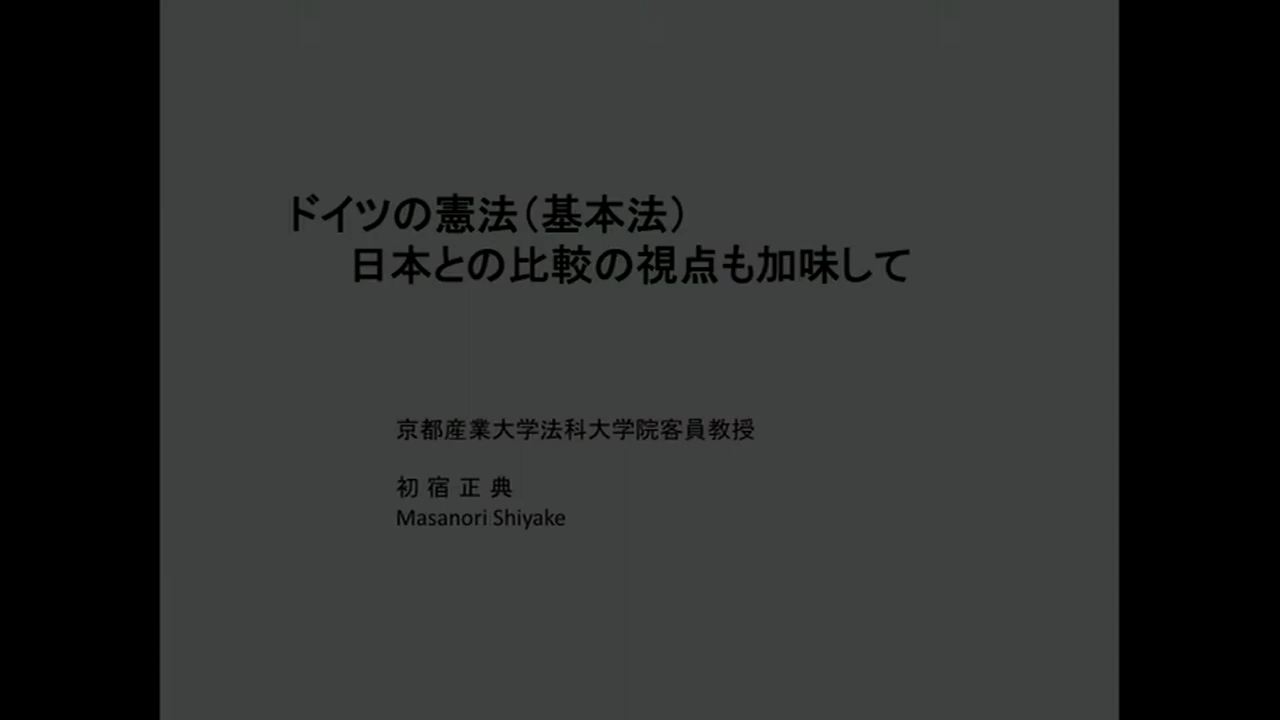 ドイツの憲法（基本法）
日本との比較の視点も加味して
京都産業大学法科大学院客員教授
初 宿 正 典
Masanori Shiyake